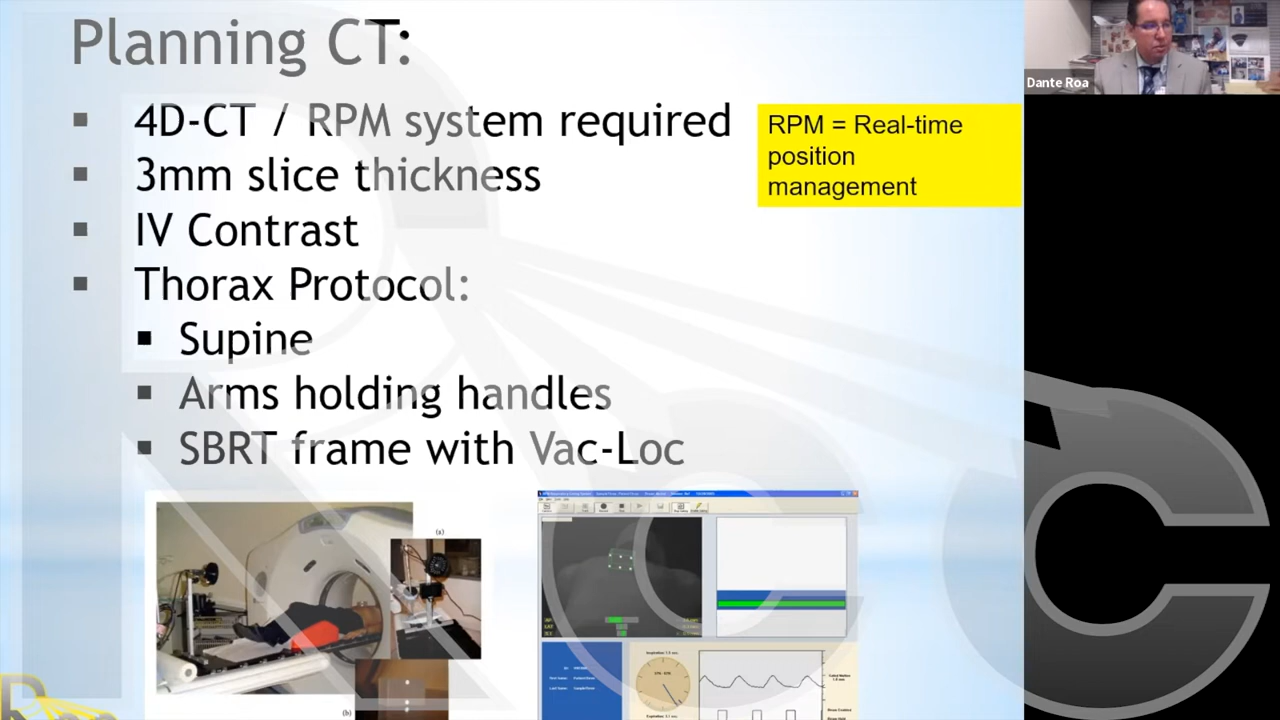 Planning CT:
4D-CT / RPM system required
3mm slice thickness
IV Contrast
Thorax Protocol:
Supine
Arms holding handles
SBRT frame with Vac-Loc
RPM = Real-time
position
management
Dante Roa
(a)
(b)